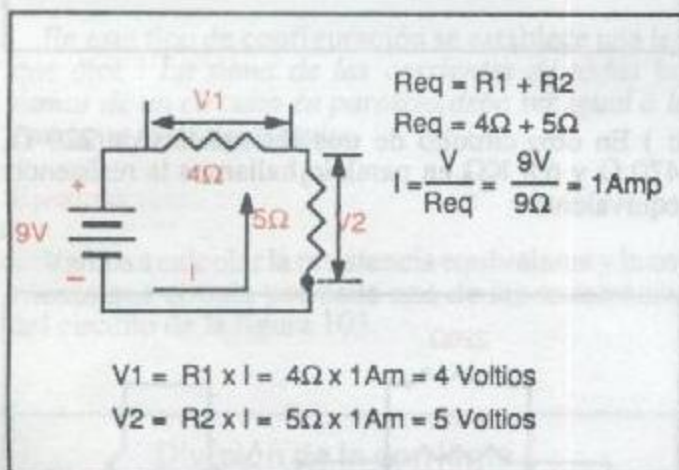 V1
4Ω
+
9V
−
5Ω
V2
I
Req = R1 + R2
Req = 4Ω + 5Ω
I = V/Req = 9V/9Ω = 1Amp
V1 = R1 x I = 4Ω x 1Am = 4 Voltios
V2 = R2 x I = 5Ω x 1Am = 5 Voltios